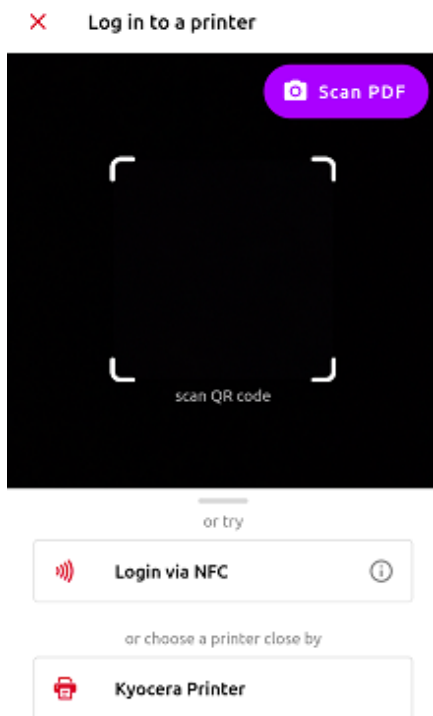 Log in to a printer
Scan PDF
scan QR code
or try
Login via NFC
or choose a printer close by
Kyocera Printer